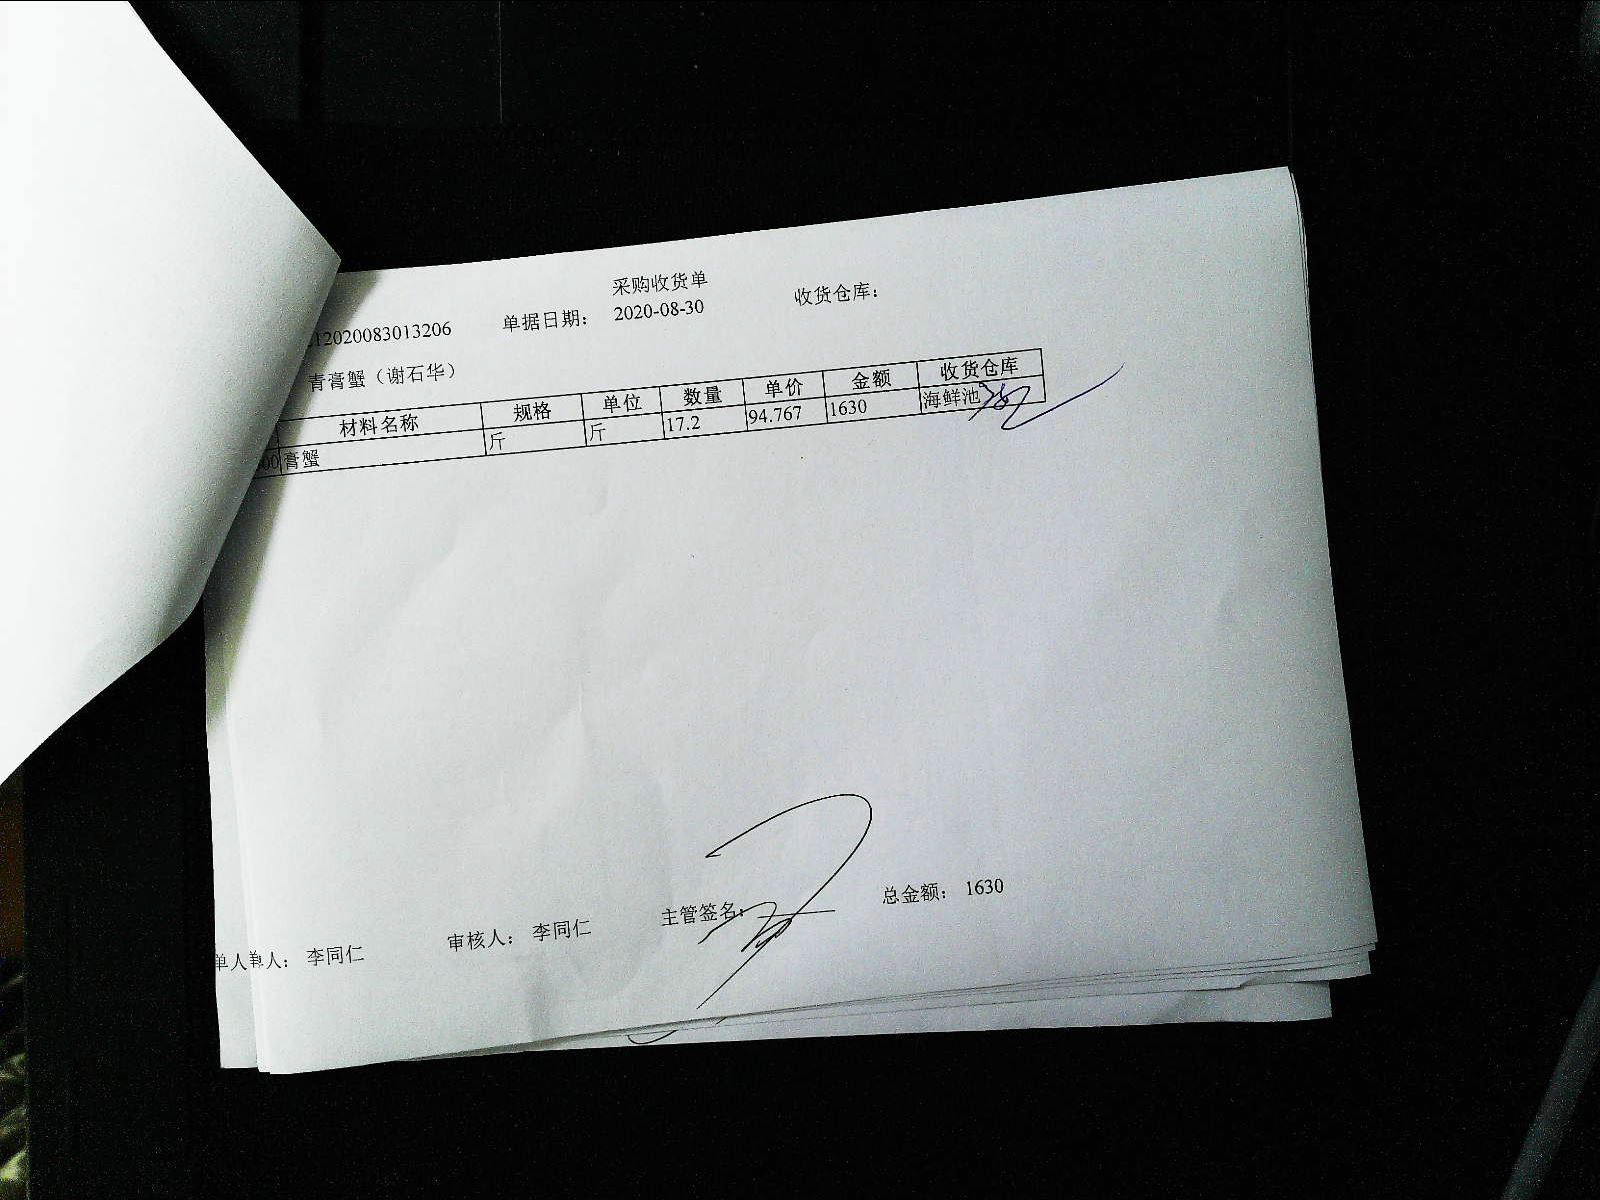 采购收货单
12020083013206 单据日期： 2020-08-30 收货仓库：
青膏蟹（谢石华）
材料名称 规格 单位 数量 单价 金额 收货仓库
00 膏蟹 斤 斤 17.2 94.767 1630 海鲜池
单人 单人： 李同仁 审核人： 李同仁 主管签名： 总金额： 1630